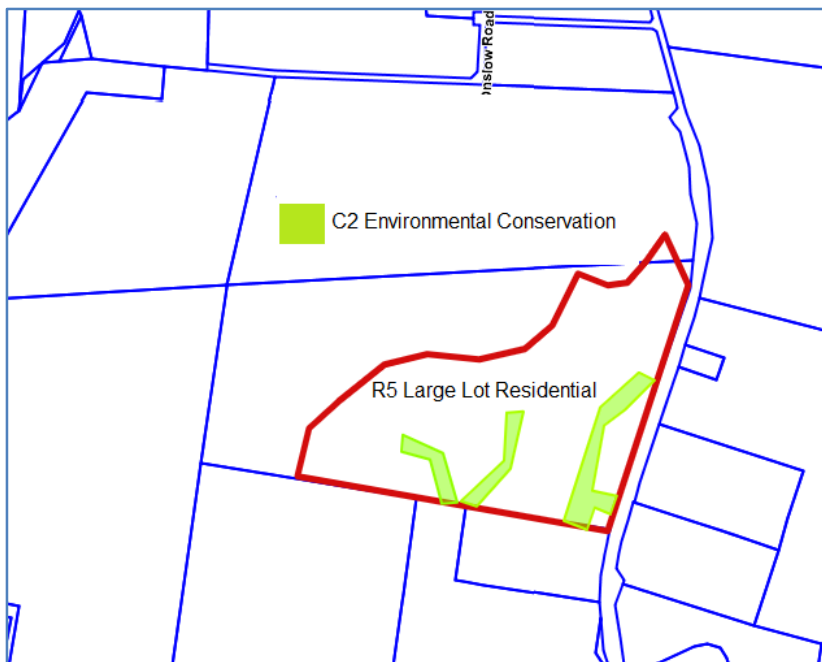 nslow Road
C2 Environmental Conservation
R5 Large Lot Residential